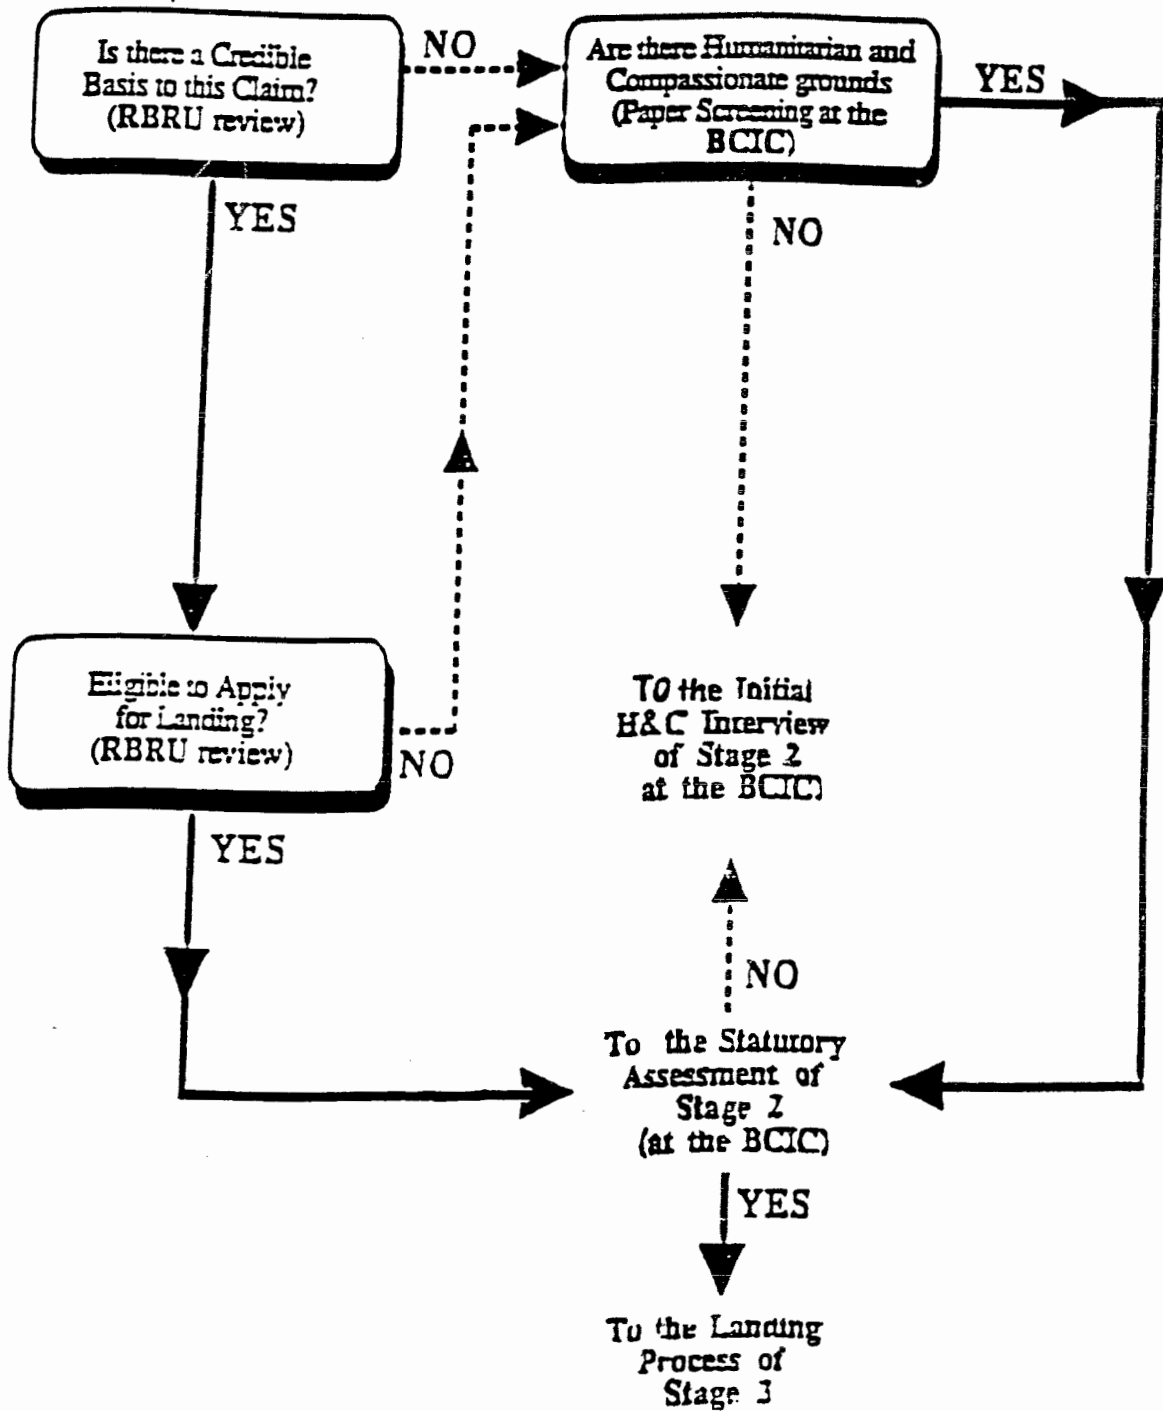 Is there a Credible
Basis to this Claim?
(RBRU review)
NO
Are there Humanitarian and
Compassionate grounds
(Paper Screening at the
BCIC)
YES
YES
NO
Eligible to Apply
for Landing?
(RBRU review)
NO
TO the Initial
H&C Interview
of Stage 2
at the BCIC)
YES
NO
To the Statutory
Assessment of
Stage 2
(at the BCIC)
YES
To the Landing
Process of
Stage 3